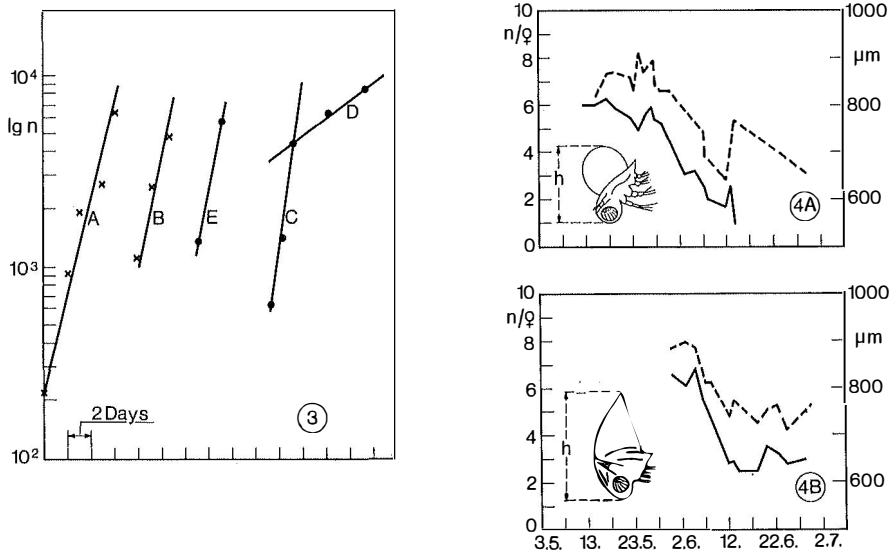 10⁴
lg n
10³
10²
A
B
E
C
D
2 Days
3
10
n/♀
8
6
4
2
0
1000
µm
800
600
h
4A
10
n/♀
8
6
4
2
0
1000
µm
800
600
h
4B
3.5. 13. 23.5. 2.6. 12. 22.6. 2.7.